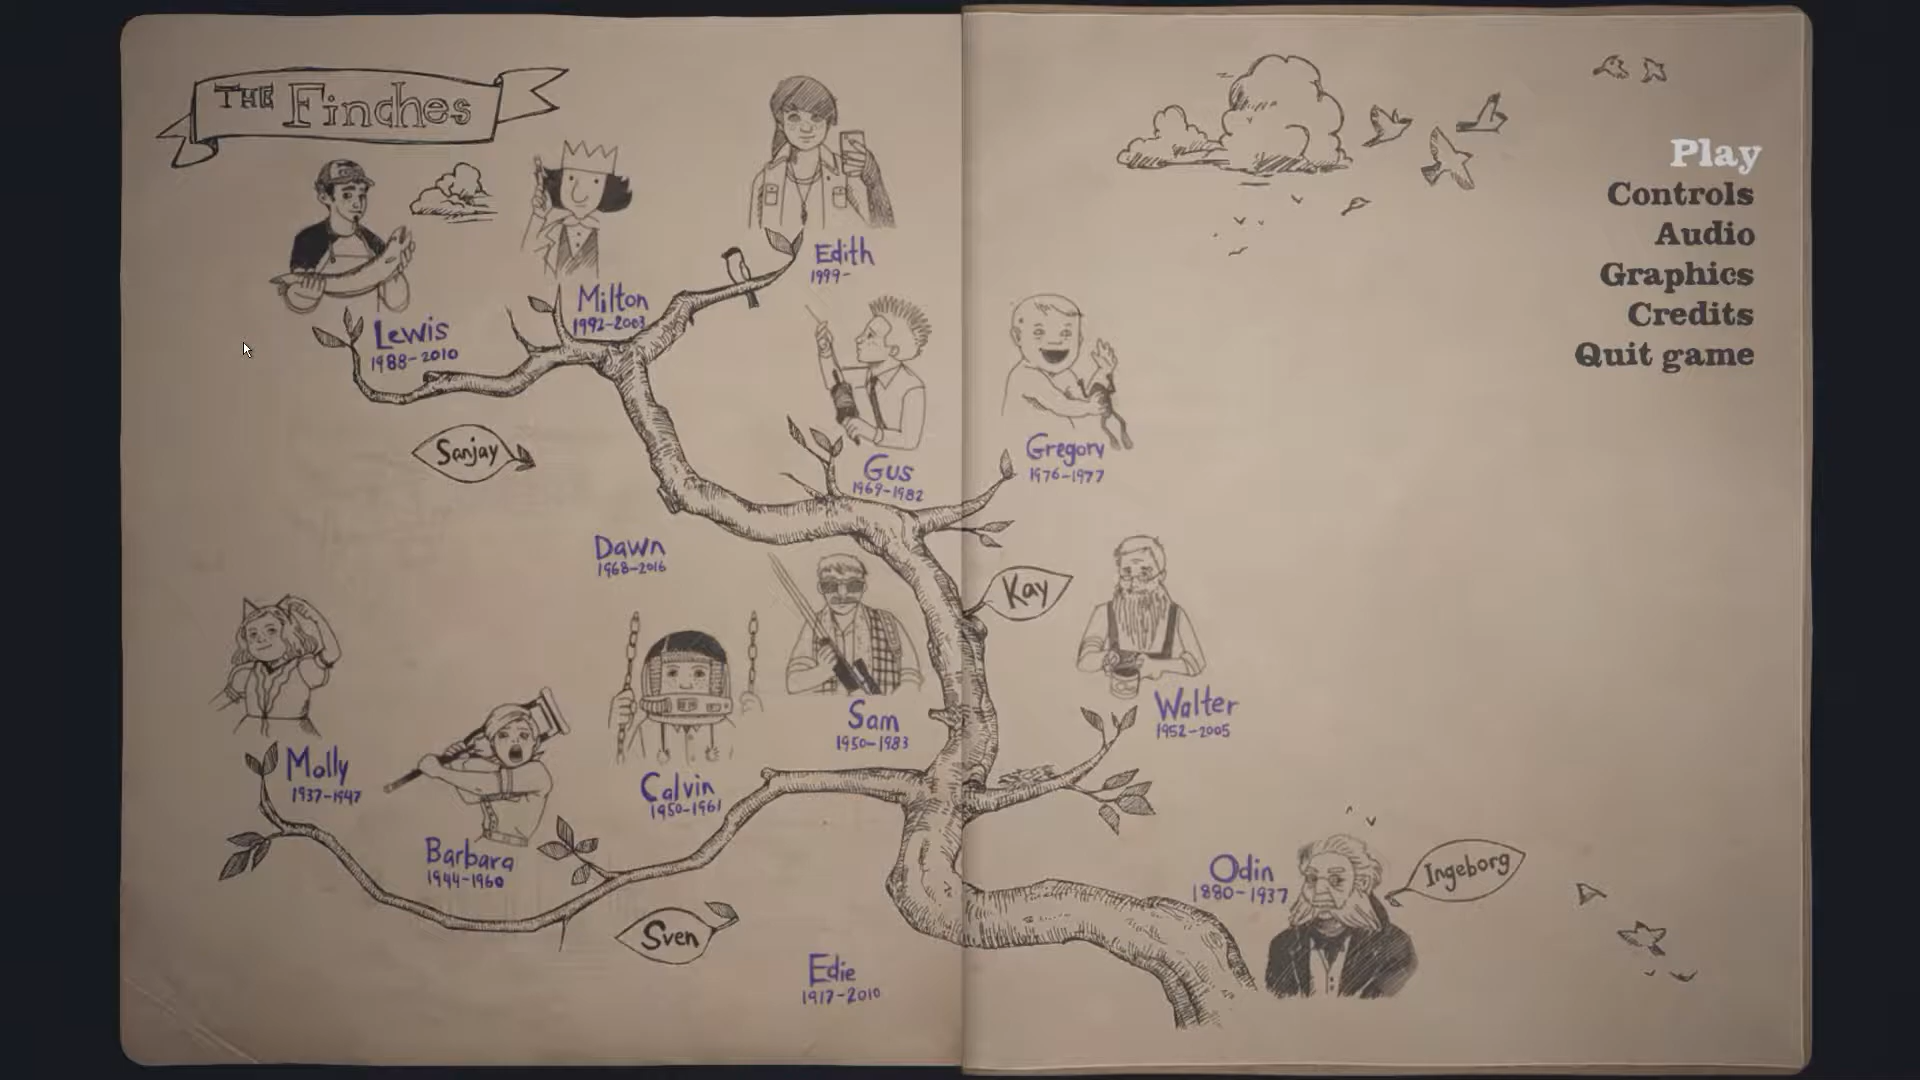 THE Finches
Edith
1999-
Milton
1992-2003
Lewis
1988-2010
Sanjay
Gus
1969-1982
Gregory
1976-1977
Dawn
1968-2016
Kay
Sam
1950-1983
Walter
1952-2005
Molly
1937-1947
Calvin
1950-1961
Barbara
1944-1960
Sven
Edie
1917-2010
Odin
1880-1937
Ingeborg
Play
Controls
Audio
Graphics
Credits
Quit game